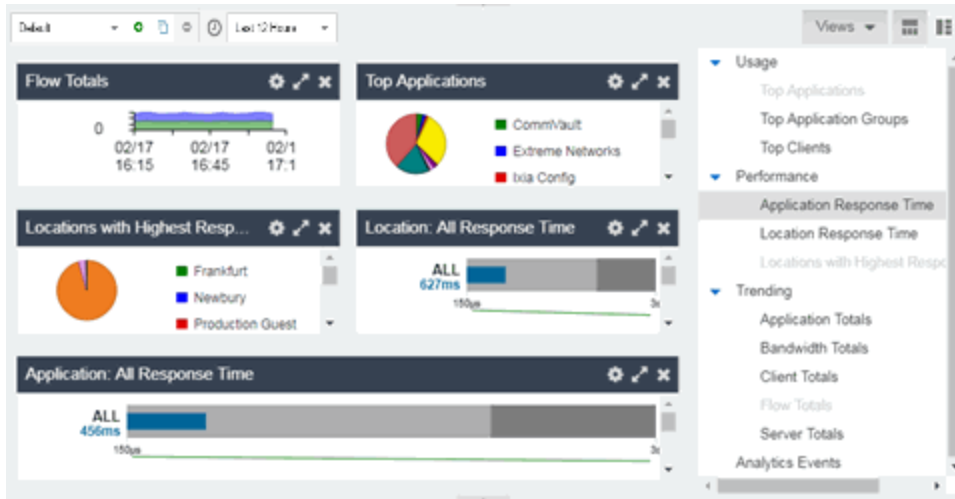 Default
Last 12 Hours
Views
Flow Totals
0
02/17 02/17 02/1
16:15 16:45 17:1
Top Applications
CommVault
Extreme Networks
Ixia Config
Locations with Highest Resp...
Frankfurt
Newbury
Production Guest
Location: All Response Time
ALL
627ms
150µs 3
Application: All Response Time
ALL
456ms
150µs 3
Usage
Top Applications
Top Application Groups
Top Clients
Performance
Application Response Time
Location Response Time
Locations with Highest Respo
Trending
Application Totals
Bandwidth Totals
Client Totals
Flow Totals
Server Totals
Analytics Events